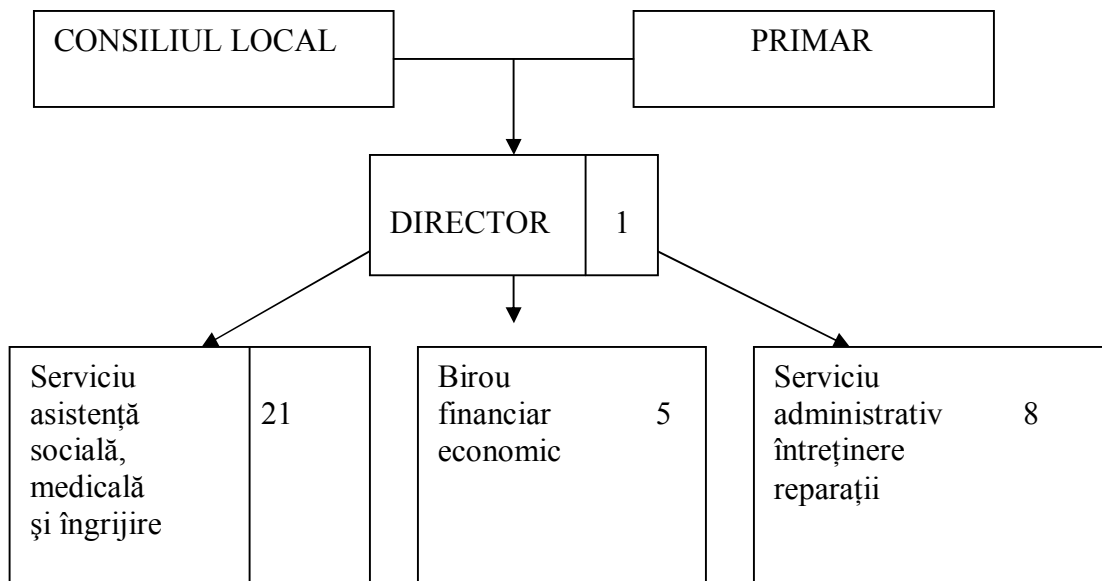 CONSILIUL LOCAL
PRIMAR
DIRECTOR 1
Serviciu
asistență 21
socială,
medicală
şi îngrijire
Birou
financiar 5
economic
Serviciu
administrativ 8
întreținere
reparații